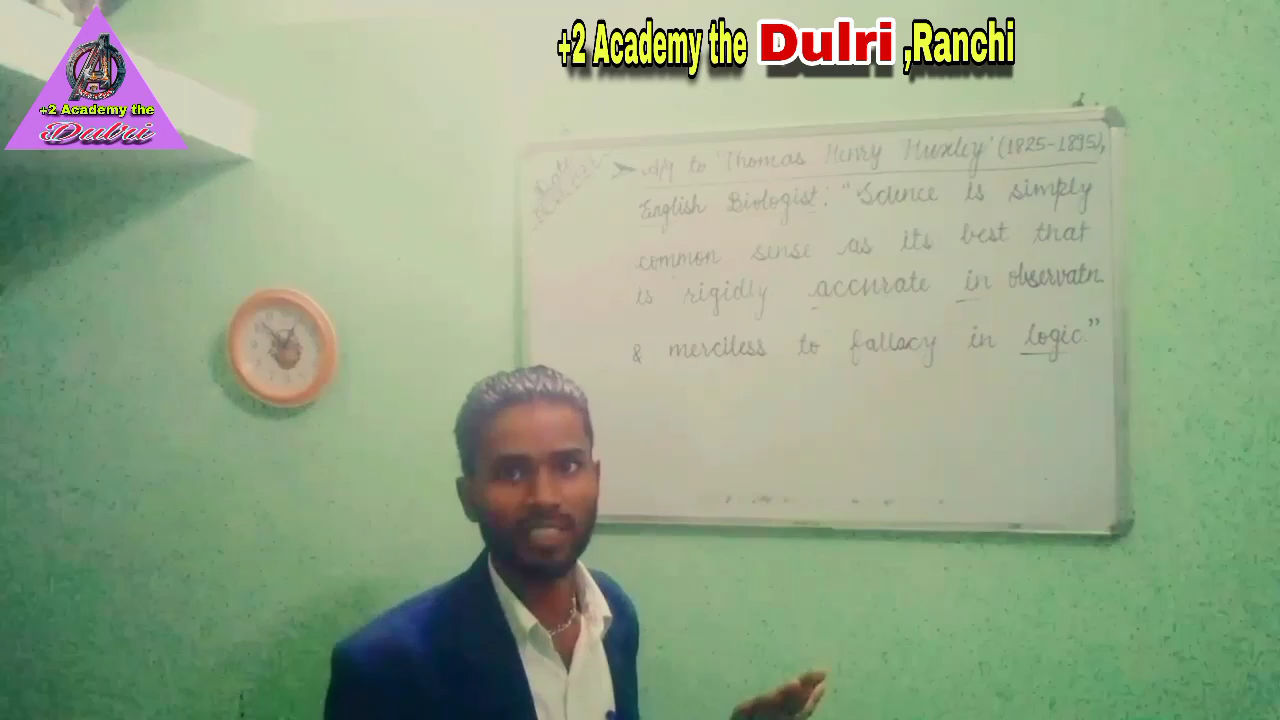 +2 Academy the Dulri ,Ranchi
+2 Academy the
Dulri
A/q to 'Thomas Henry Huxley' (1825-1895),
English Biologist: "Science is simply
common sense as its best that
is rigidly accurate in observatn.
& merciless to fallacy in logic."